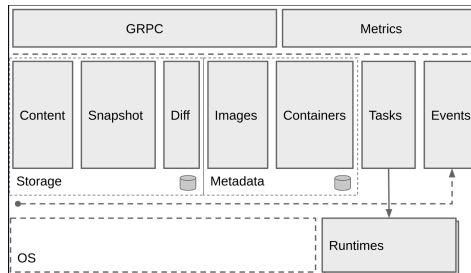 GRPC Metrics
Content Snapshot Diff Images Containers Tasks Events
Storage Metadata
OS Runtimes